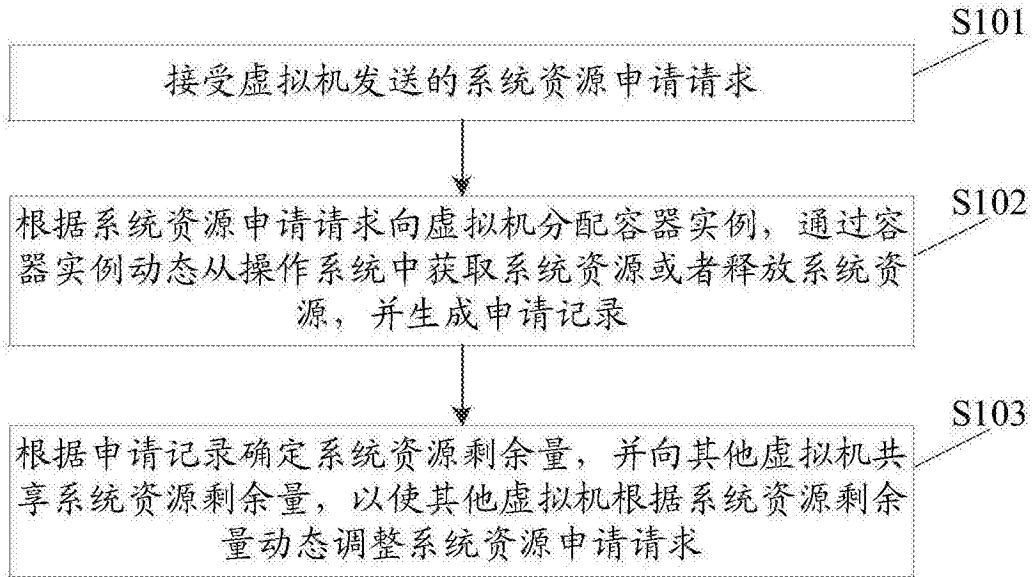 S101
接受虚拟机发送的系统资源申请请求
S102
根据系统资源申请请求向虚拟机分配容器实例，通过容
器实例动态从操作系统中获取系统资源或者释放系统资
源，并生成申请记录
S103
根据申请记录确定系统资源剩余量，并向其他虚拟机共
享系统资源剩余量，以使其他虚拟机根据系统资源剩余
量动态调整系统资源申请请求